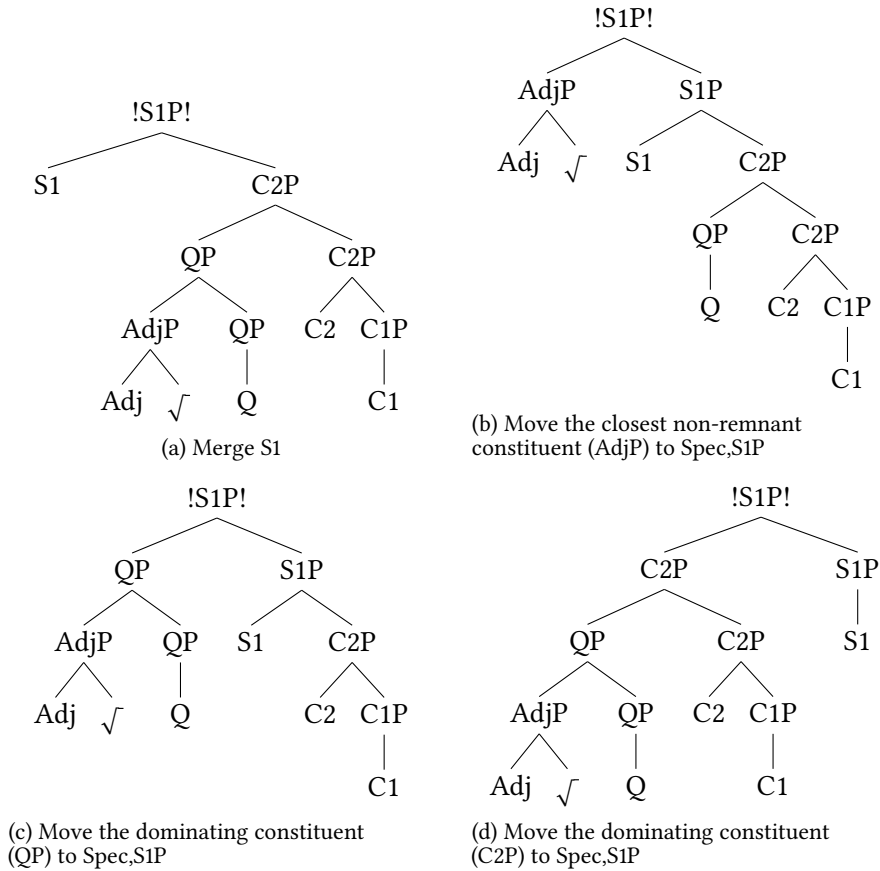 !S1P!
S1 C2P
QP C2P
AdjP QP C2 C1P
Adj √ Q C1
(a) Merge S1
!S1P!
AdjP S1P
Adj √ S1 C2P
QP C2P
Q C2 C1P
C1
(b) Move the closest non-remnant
constituent (AdjP) to Spec,S1P
!S1P!
QP S1P
AdjP QP S1 C2P
Adj √ Q C2 C1P
C1
(c) Move the dominating constituent
(QP) to Spec,S1P
!S1P!
C2P S1P
QP C2P S1
AdjP QP C2 C1P
Adj √ Q C1
(d) Move the dominating constituent
(C2P) to Spec,S1P